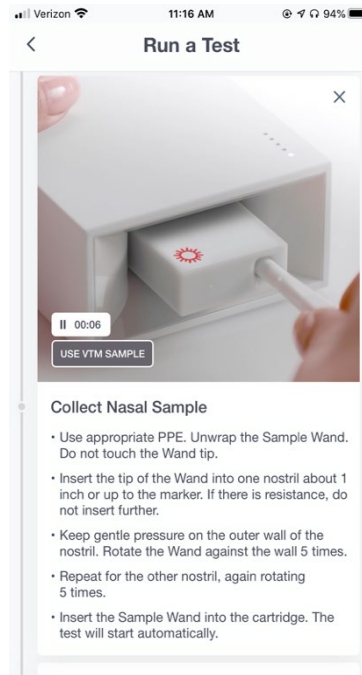 Verizon 11:16 AM 94%
Run a Test
00:06
USE VTM SAMPLE
Collect Nasal Sample
• Use appropriate PPE. Unwrap the Sample Wand.
Do not touch the Wand tip.
• Insert the tip of the Wand into one nostril about 1
inch or up to the marker. If there is resistance, do
not insert further.
• Keep gentle pressure on the outer wall of the
nostril. Rotate the Wand against the wall 5 times.
• Repeat for the other nostril, again rotating
5 times.
• Insert the Sample Wand into the cartridge. The
test will start automatically.